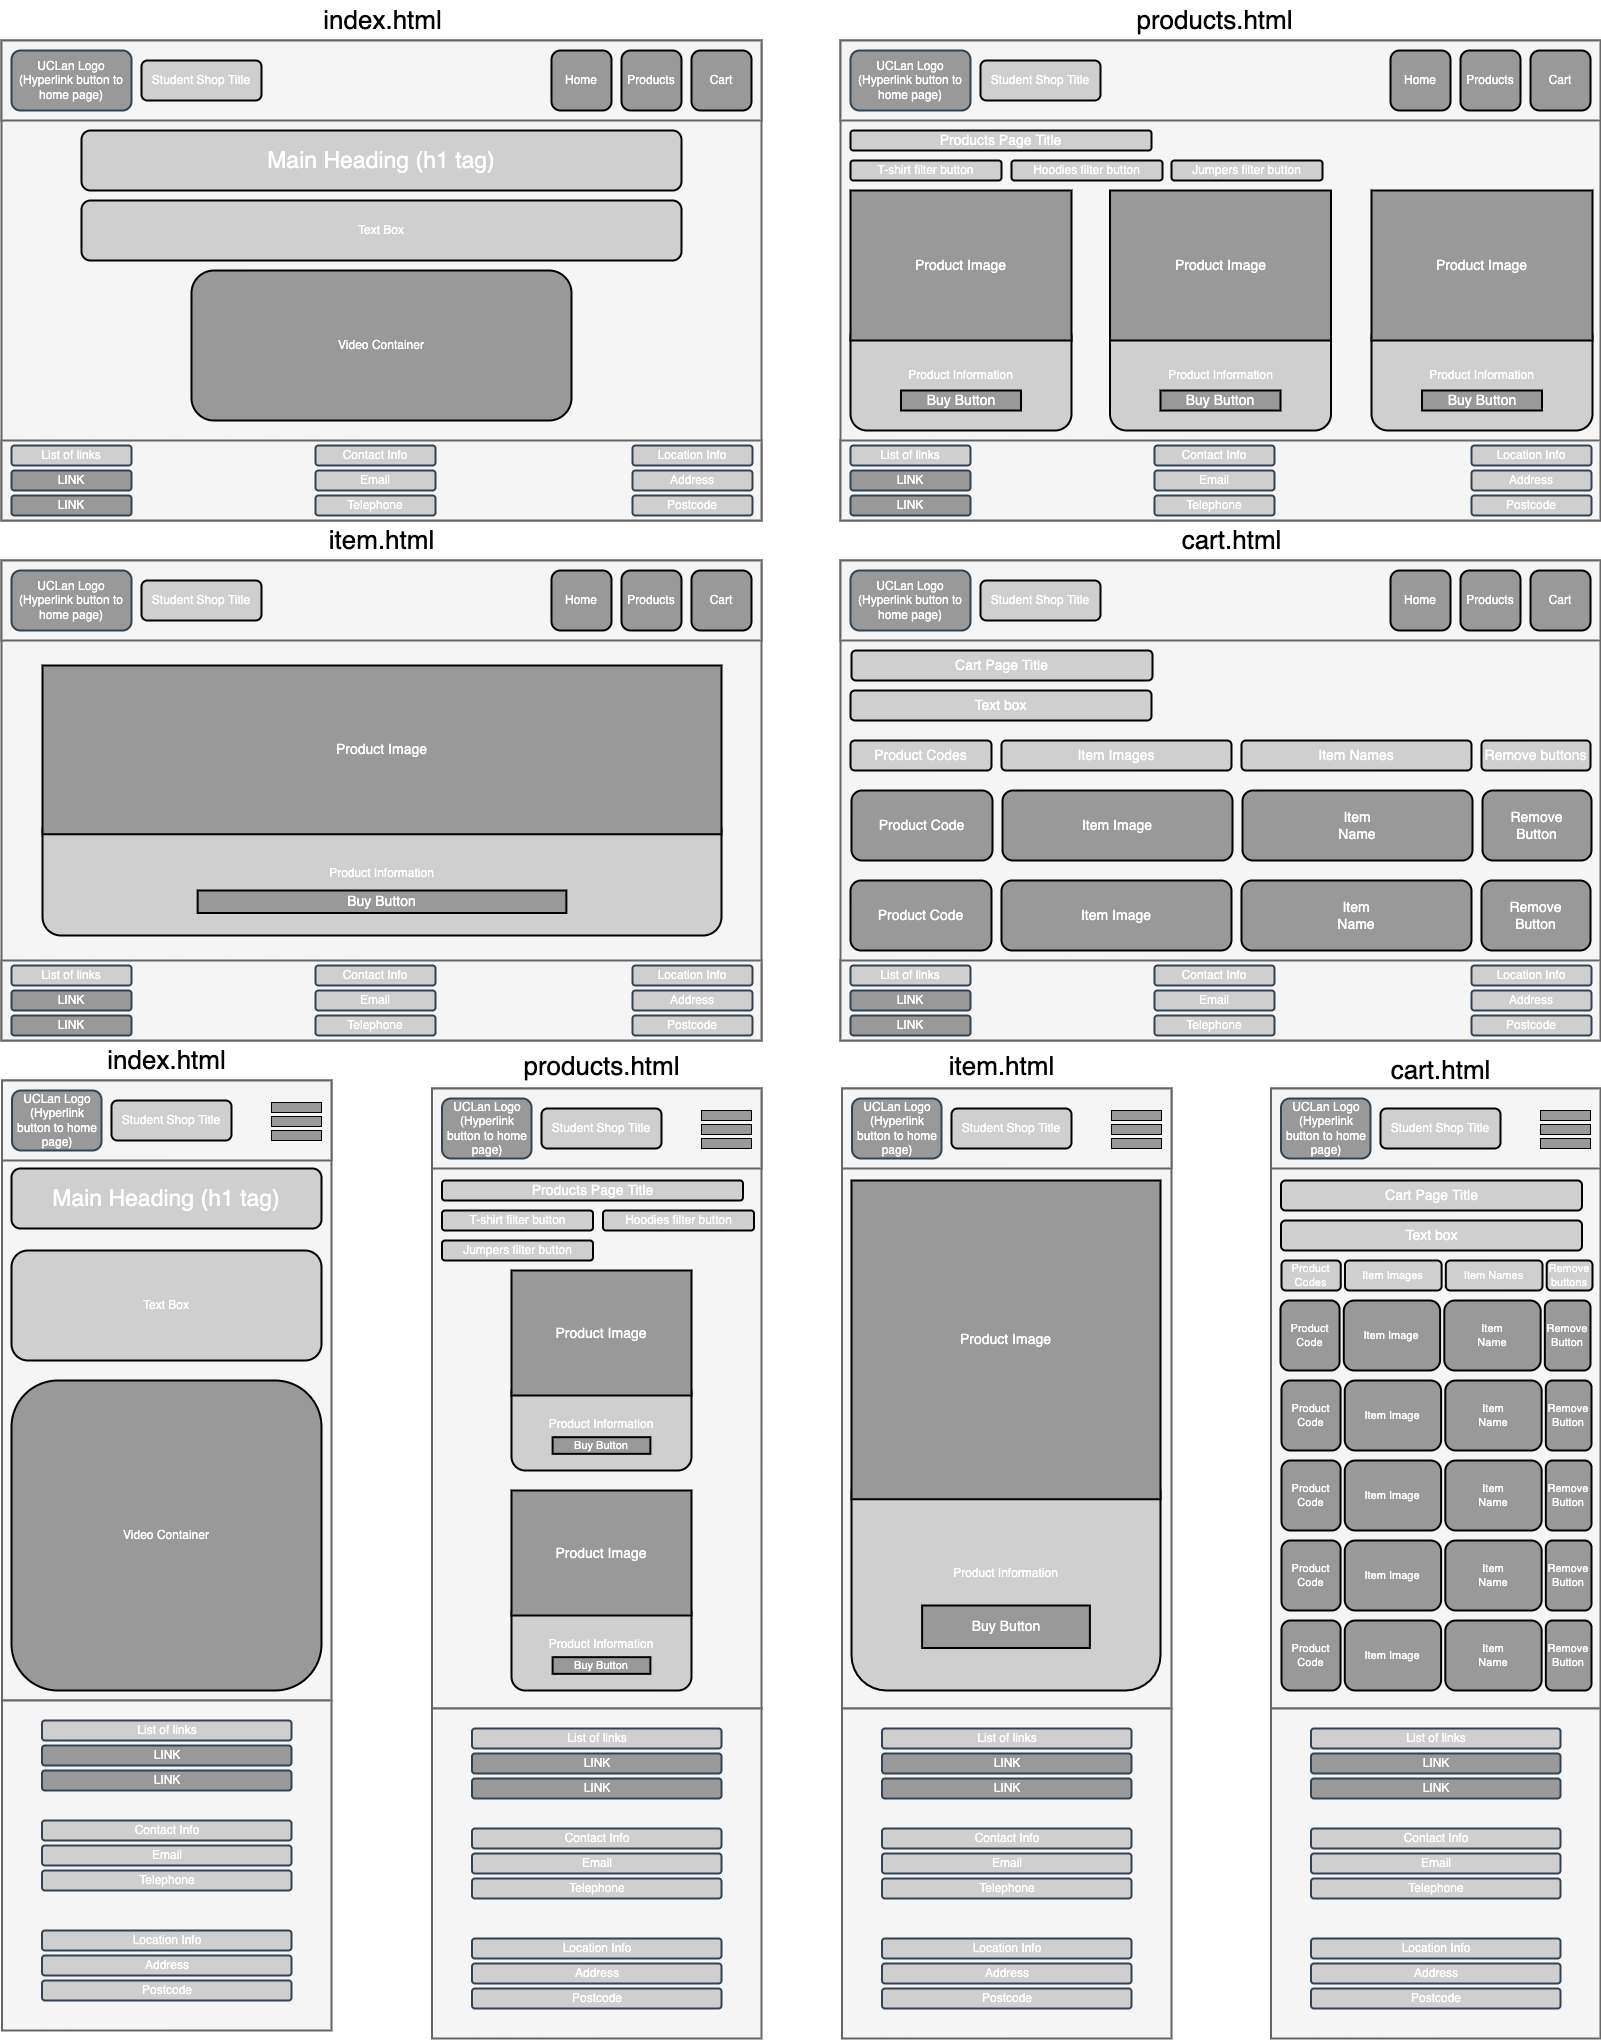 index.html
UCLan Logo
(Hyperlink button to
home page)
Student Shop Title
Home
Products
Cart
Main Heading (h1 tag)
Text Box
Video Container
List of links
LINK
LINK
Contact Info
Email
Telephone
Location Info
Address
Postcode
products.html
UCLan Logo
(Hyperlink button to
home page)
Student Shop Title
Home
Products
Cart
Products Page Title
T-shirt filter button
Hoodies filter button
Jumpers filter button
Product Image
Product Information
Buy Button
Product Image
Product Information
Buy Button
Product Image
Product Information
Buy Button
List of links
LINK
LINK
Contact Info
Email
Telephone
Location Info
Address
Postcode
item.html
UCLan Logo
(Hyperlink button to
home page)
Student Shop Title
Home
Products
Cart
Product Image
Product Information
Buy Button
List of links
LINK
LINK
Contact Info
Email
Telephone
Location Info
Address
Postcode
cart.html
UCLan Logo
(Hyperlink button to
home page)
Student Shop Title
Home
Products
Cart
Cart Page Title
Text box
Product Codes
Item Images
Item Names
Remove buttons
Product Code
Item Image
Item
Name
Remove
Button
Product Code
Item Image
Item
Name
Remove
Button
List of links
LINK
LINK
Contact Info
Email
Telephone
Location Info
Address
Postcode
index.html
UCLan Logo
(Hyperlink
button to home
page)
Student Shop Title
Main Heading (h1 tag)
Text Box
Video Container
List of links
LINK
LINK
Contact Info
Email
Telephone
Location Info
Address
Postcode
products.html
UCLan Logo
(Hyperlink
button to home
page)
Student Shop Title
Products Page Title
T-shirt filter button
Hoodies filter button
Jumpers filter button
Product Image
Product Information
Buy Button
Product Image
Product Information
Buy Button
List of links
LINK
LINK
Contact Info
Email
Telephone
Location Info
Address
Postcode
item.html
UCLan Logo
(Hyperlink
button to home
page)
Student Shop Title
Product Image
Product Information
Buy Button
List of links
LINK
LINK
Contact Info
Email
Telephone
Location Info
Address
Postcode
cart.html
UCLan Logo
(Hyperlink
button to home
page)
Student Shop Title
Cart Page Title
Text box
Product
Codes
Item Images
Item Names
Remove
buttons
Product
Code
Item Image
Item
Name
Remove
Button
Product
Code
Item Image
Item
Name
Remove
Button
Product
Code
Item Image
Item
Name
Remove
Button
Product
Code
Item Image
Item
Name
Remove
Button
Product
Code
Item Image
Item
Name
Remove
Button
List of links
LINK
LINK
Contact Info
Email
Telephone
Location Info
Address
Postcode